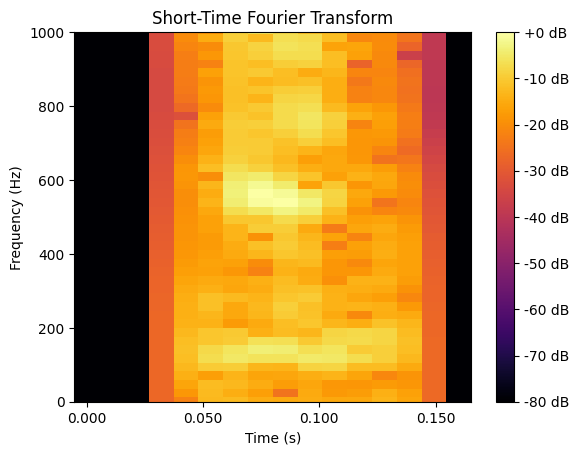 Short-Time Fourier Transform
1000
800
600
400
200
0
Frequency (Hz)
0.000
0.050
0.100
0.150
Time (s)
+0 dB
-10 dB
-20 dB
-30 dB
-40 dB
-50 dB
-60 dB
-70 dB
-80 dB